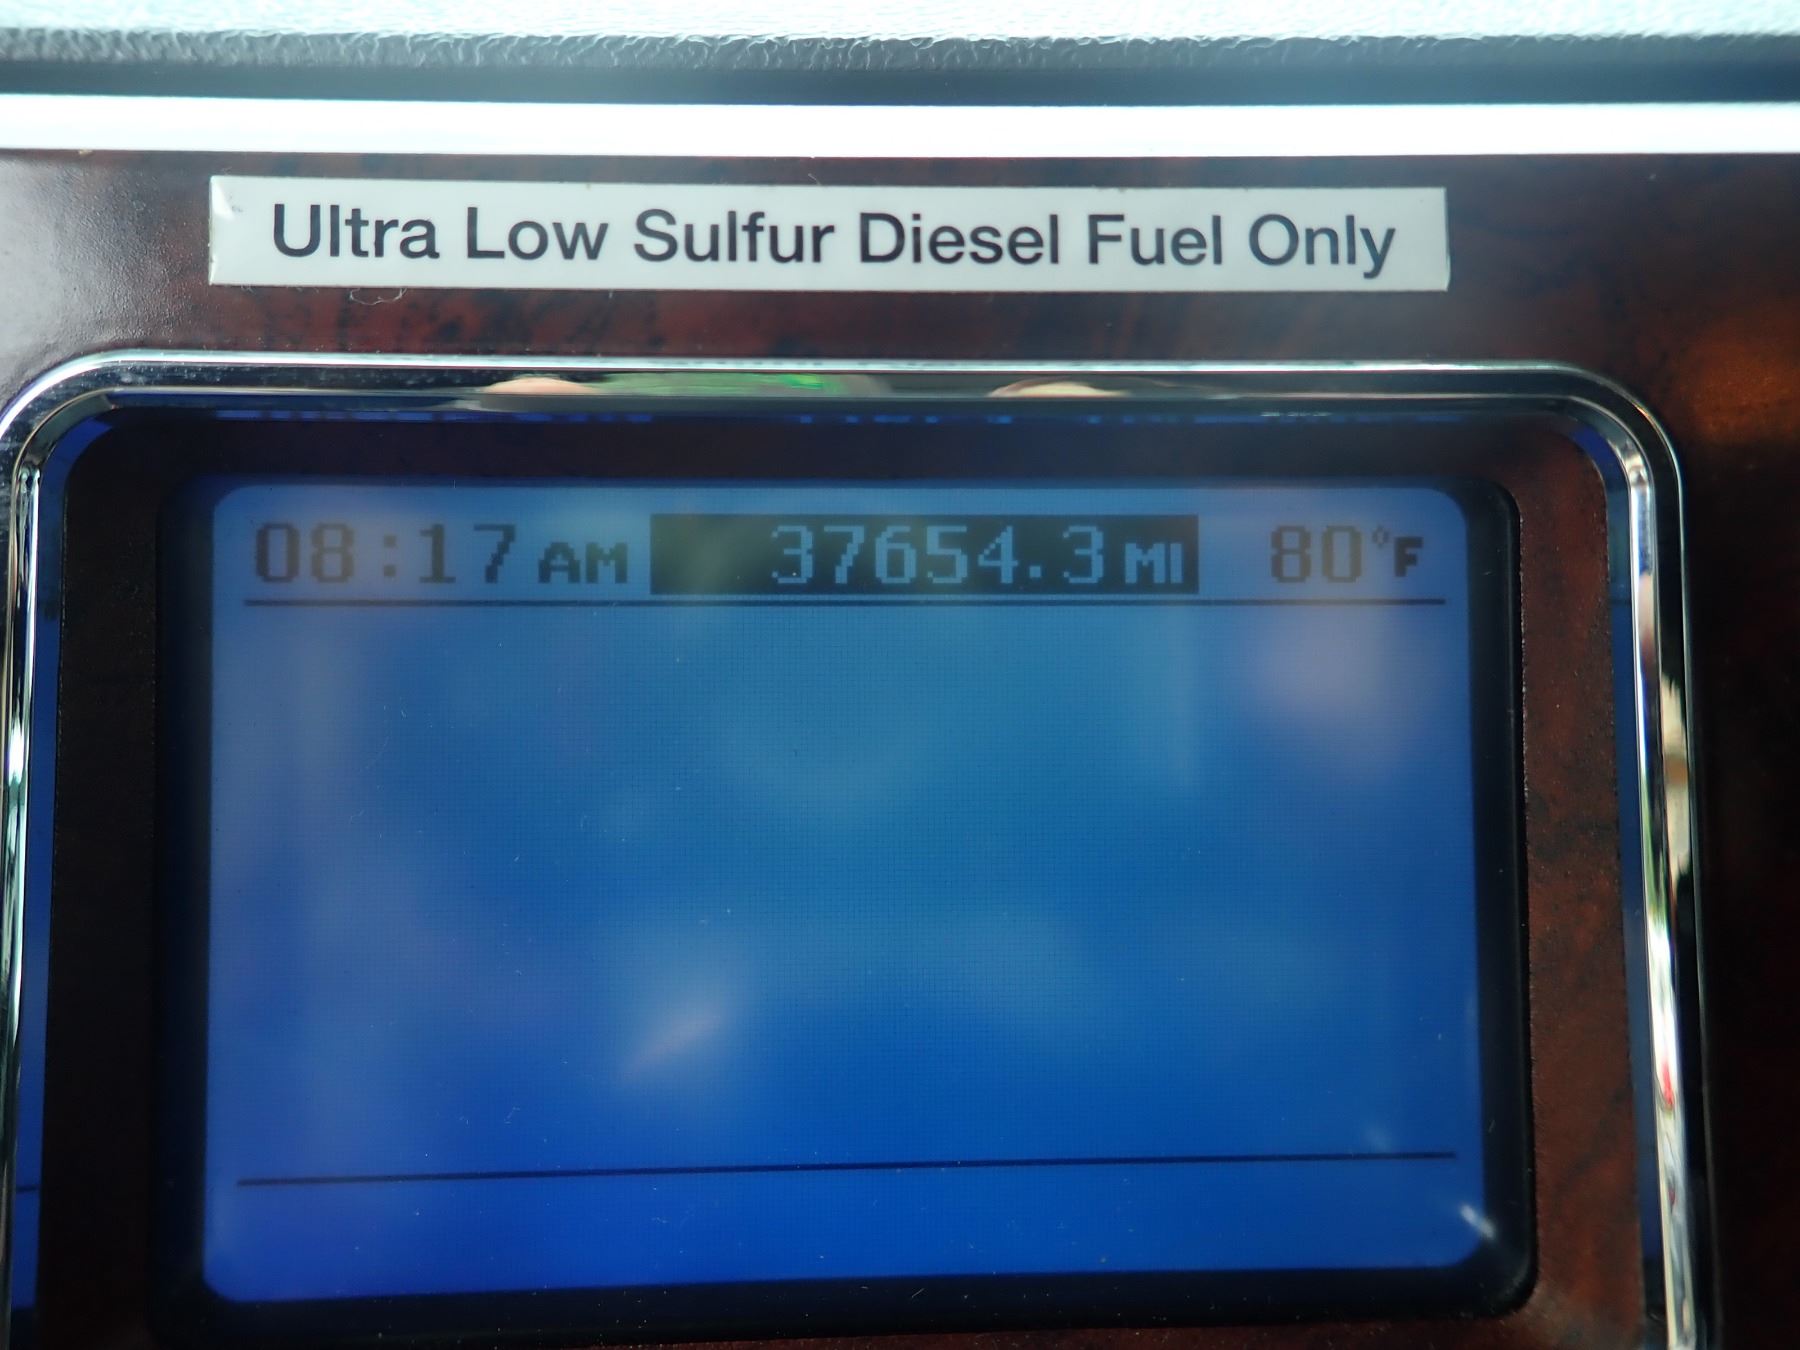 Ultra Low Sulfur Diesel Fuel Only
08:17 AM 37654.3 MI 80°F